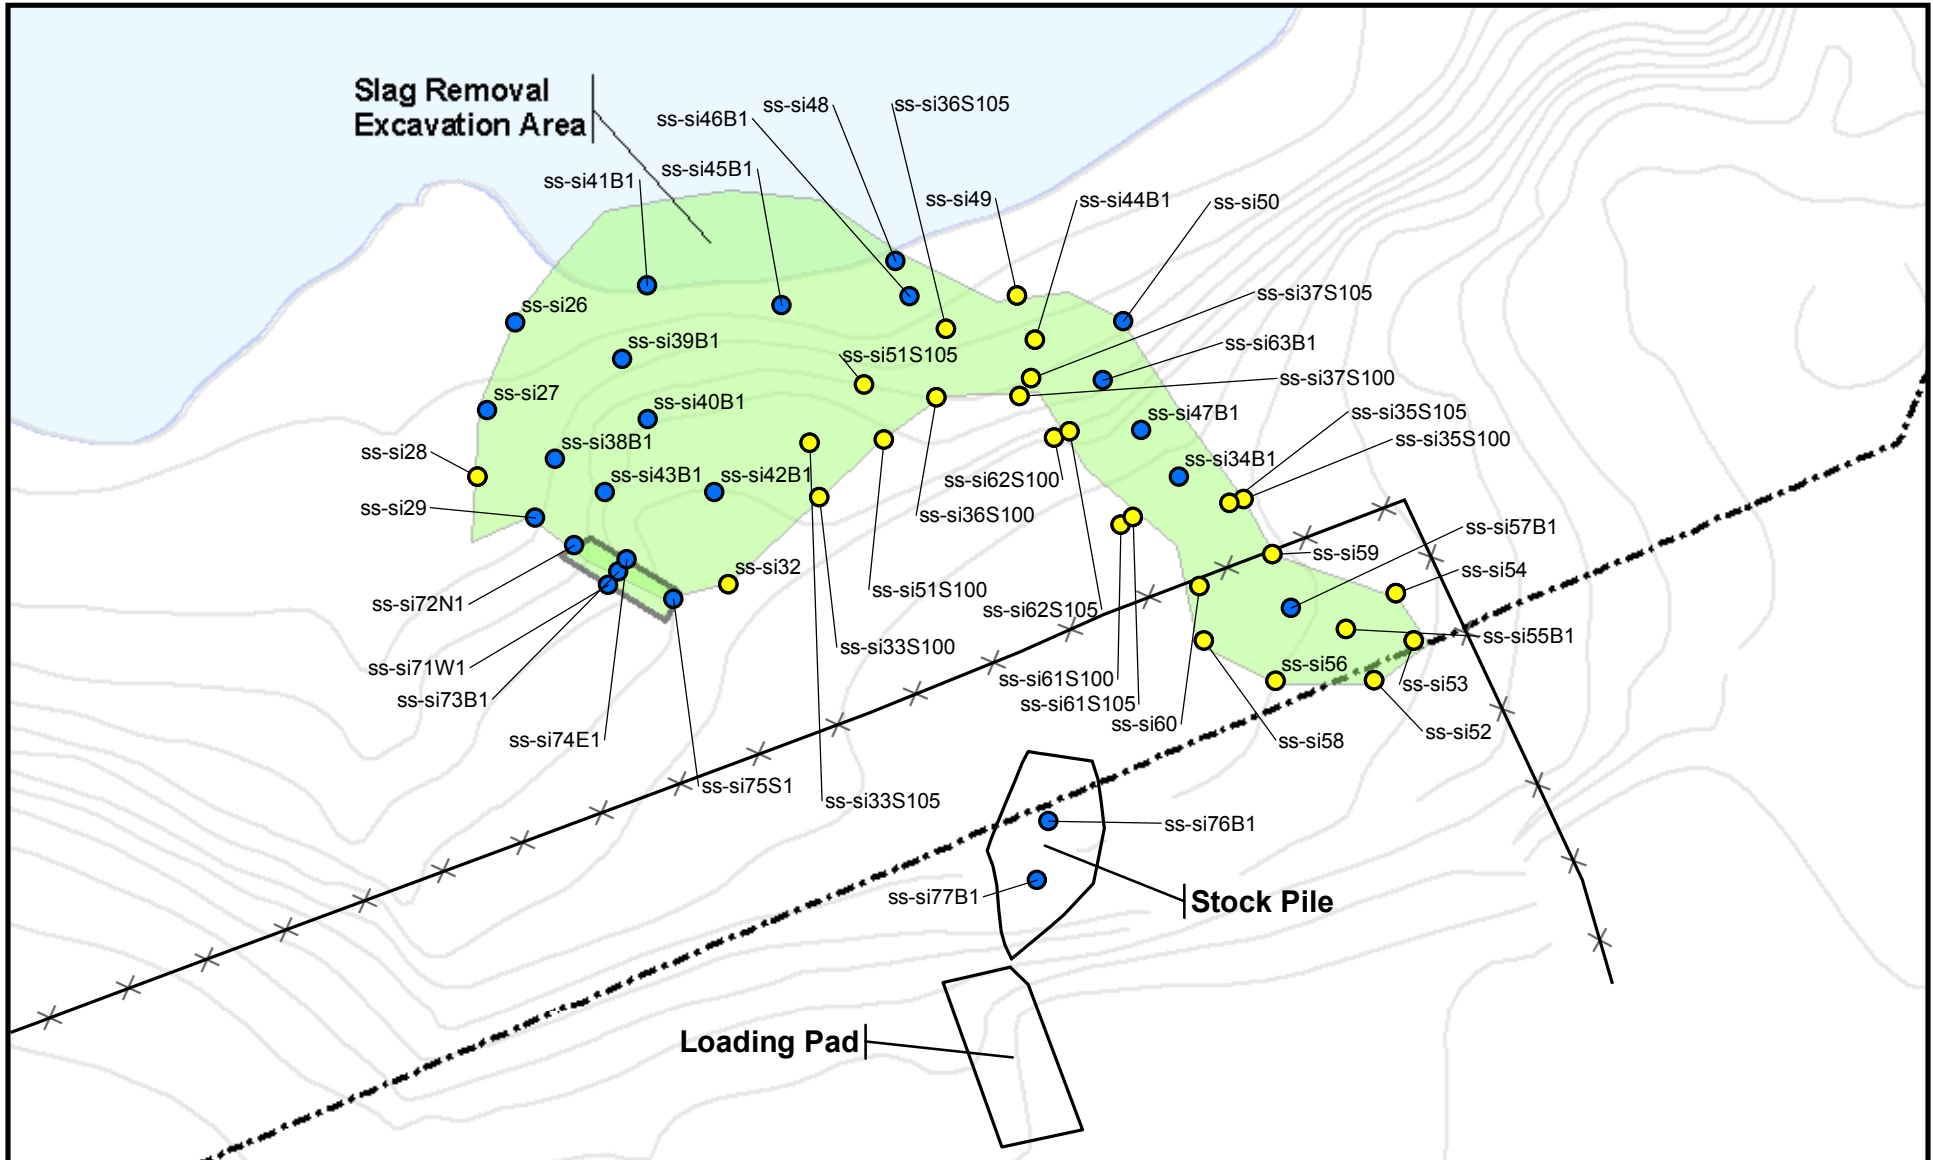 Slag Removal
Excavation Area
ss-si46B1
ss-si48
ss-si36S105
ss-si41B1
ss-si45B1
ss-si49
ss-si44B1
ss-si50
ss-si26
ss-si37S105
ss-si39B1
ss-si51S105
ss-si63B1
ss-si27
ss-si37S100
ss-si40B1
ss-si47B1
ss-si35S105
ss-si28
ss-si38B1
ss-si35S100
ss-si43B1
ss-si42B1
ss-si62S100
ss-si34B1
ss-si29
ss-si36S100
ss-si57B1
ss-si59
ss-si32
ss-si54
ss-si72N1
ss-si51S100
ss-si62S105
ss-si55B1
ss-si33S100
ss-si71W1
ss-si61S100
ss-si56
ss-si53
ss-si73B1
ss-si61S105
ss-si60
ss-si74E1
ss-si58
ss-si52
ss-si75S1
ss-si33S105
ss-si76B1
ss-si77B1
Stock Pile
Loading Pad